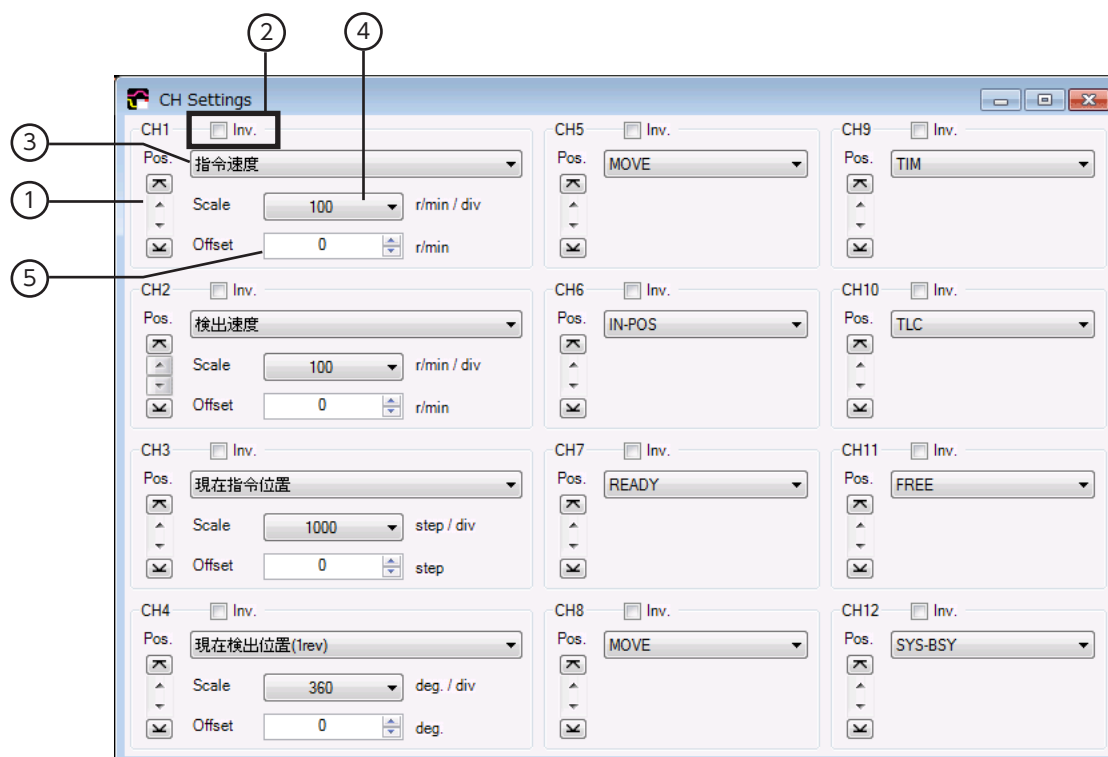 ② ④
CH Settings
③
①
⑤
CH1 Inv.
Pos. 指令速度
Scale 100 r/min / div
Offset 0 r/min
CH2 Inv.
Pos. 検出速度
Scale 100 r/min / div
Offset 0 r/min
CH3 Inv.
Pos. 現在指令位置
Scale 1000 step / div
Offset 0 step
CH4 Inv.
Pos. 現在検出位置(1rev)
Scale 360 deg. / div
Offset 0 deg.
CH5 Inv.
Pos. MOVE
CH6 Inv.
Pos. IN-POS
CH7 Inv.
Pos. READY
CH8 Inv.
Pos. MOVE
CH9 Inv.
Pos. TIM
CH10 Inv.
Pos. TLC
CH11 Inv.
Pos. FREE
CH12 Inv.
Pos. SYS-BSY